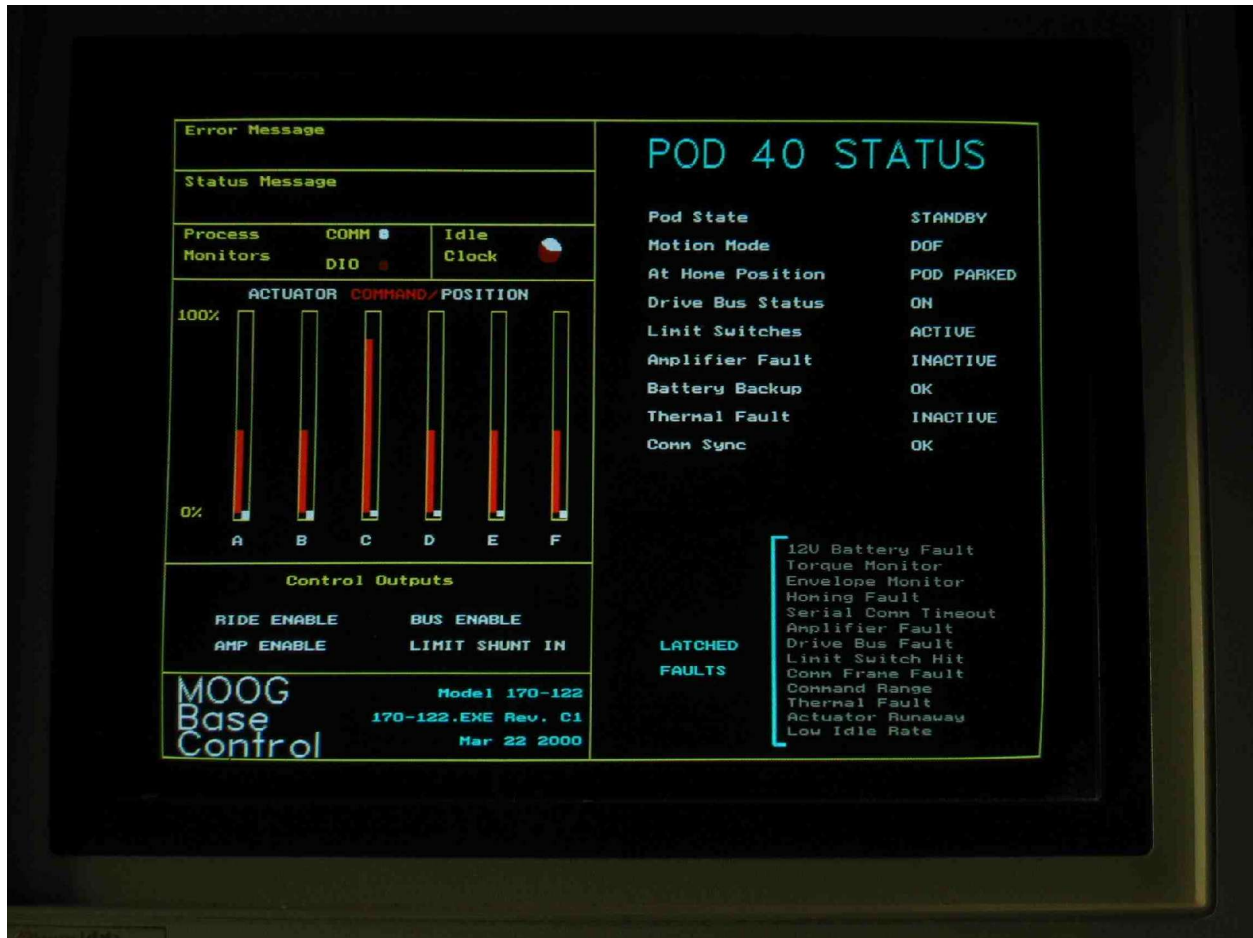 Error Message
Status Message
Process Monitors
COMM
DIO
Idle Clock
ACTUATOR COMMAND/POSITION
100%
0%
A B C D E F
Control Outputs
RIDE ENABLE BUS ENABLE
AMP ENABLE LIMIT SHUNT IN
MOOG
Base
Control
Model 170-122
170-122.EXE Rev. C1
Mar 22 2000
POD 40 STATUS
Pod State STANDBY
Motion Mode DOF
At Home Position POD PARKED
Drive Bus Status ON
Limit Switches ACTIVE
Amplifier Fault INACTIVE
Battery Backup OK
Thermal Fault INACTIVE
Comm Sync OK
LATCHED
FAULTS
12V Battery Fault
Torque Monitor
Envelope Monitor
Homing Fault
Serial Comm Timeout
Amplifier Fault
Drive Bus Fault
Limit Switch Hit
Comm Frame Fault
Command Range
Thermal Fault
Actuator Runaway
Low Idle Rate